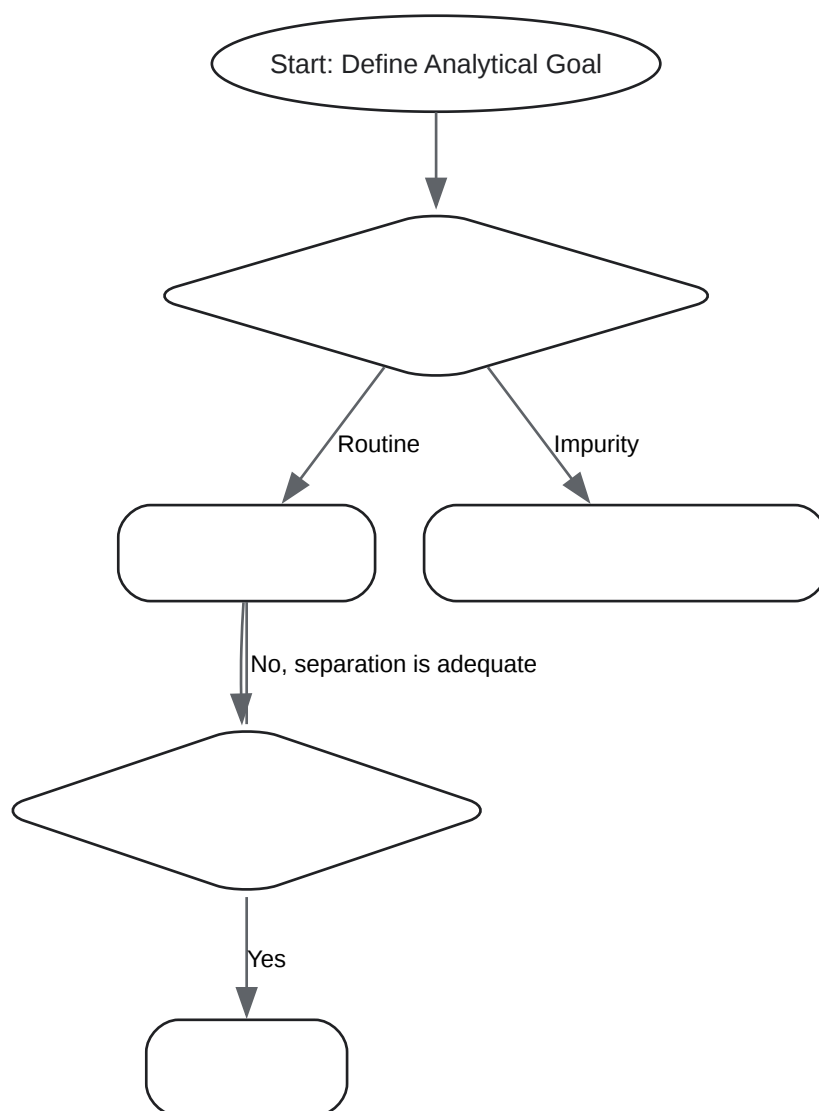 Start: Define Analytical Goal
Routine
Impurity
No, separation is adequate
Yes